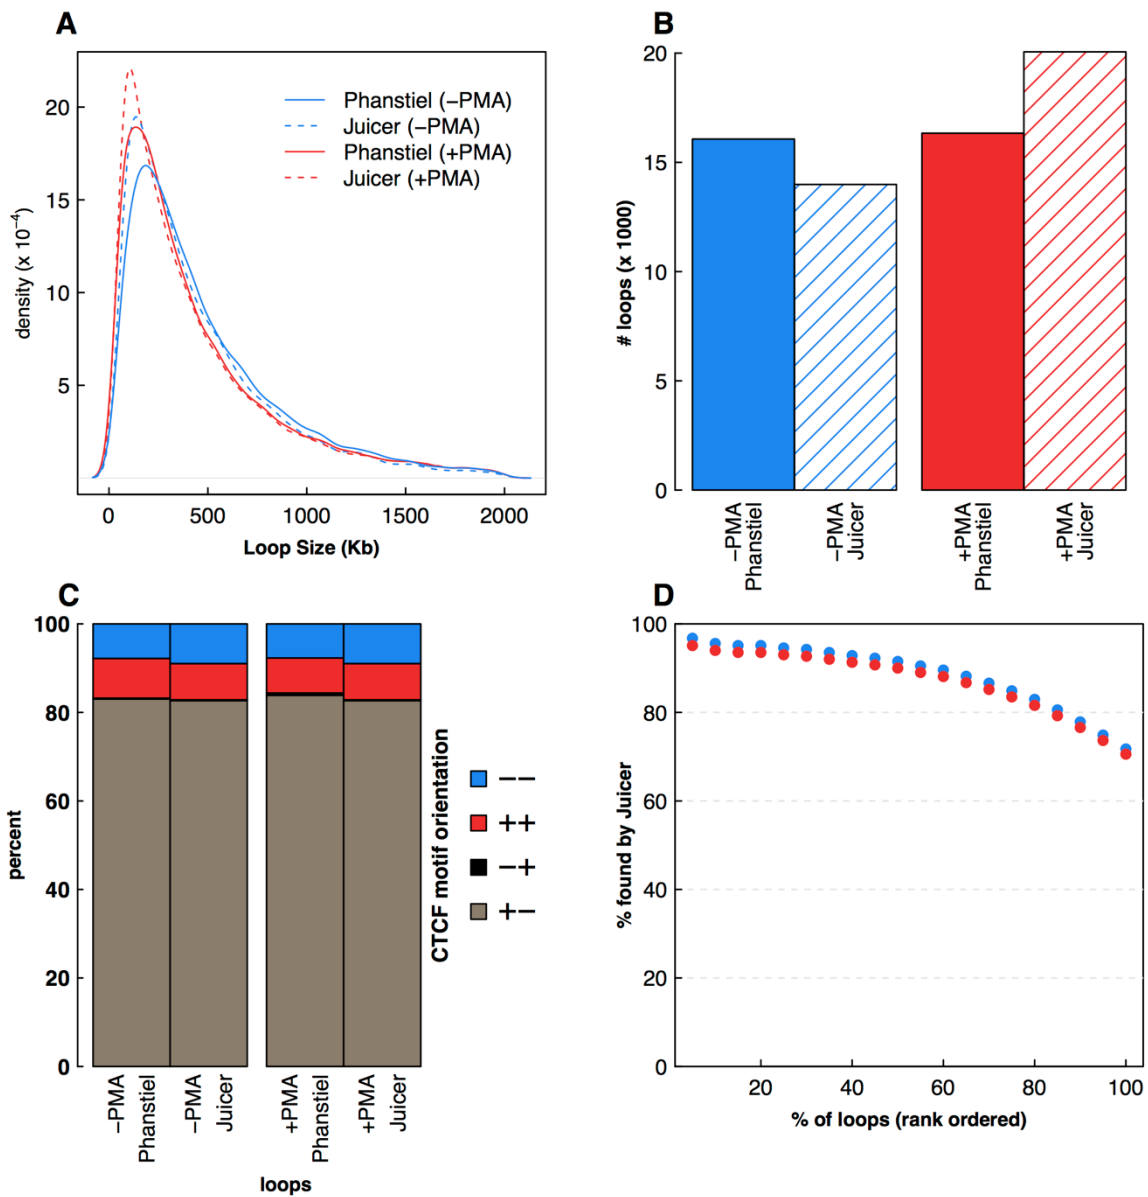 A
20
15
10
5
density (x 10⁻⁴)
Phanstiel (−PMA)
Juicer (−PMA)
Phanstiel (+PMA)
Juicer (+PMA)
0 500 1000 1500 2000
Loop Size (Kb)
B
20
15
10
5
0
# loops (x 1000)
−PMA
Phanstiel
−PMA
Juicer
+PMA
Phanstiel
+PMA
Juicer
C
100
80
60
40
20
0
percent
−PMA
Phanstiel
−PMA
Juicer
+PMA
Phanstiel
+PMA
Juicer
loops
CTCF motif orientation
−−
++
−+
+−
D
100
80
60
40
20
0
% found by Juicer
20 40 60 80 100
% of loops (rank ordered)